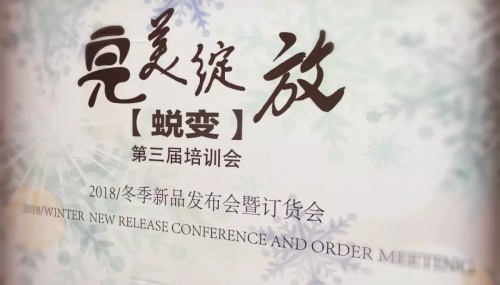 完美绽放
【蜕变】
第三届培训会
2018/冬季新品发布会暨订货会
2018/WINTER NEW RELEASE CONFERENCE AND ORDER MEETING